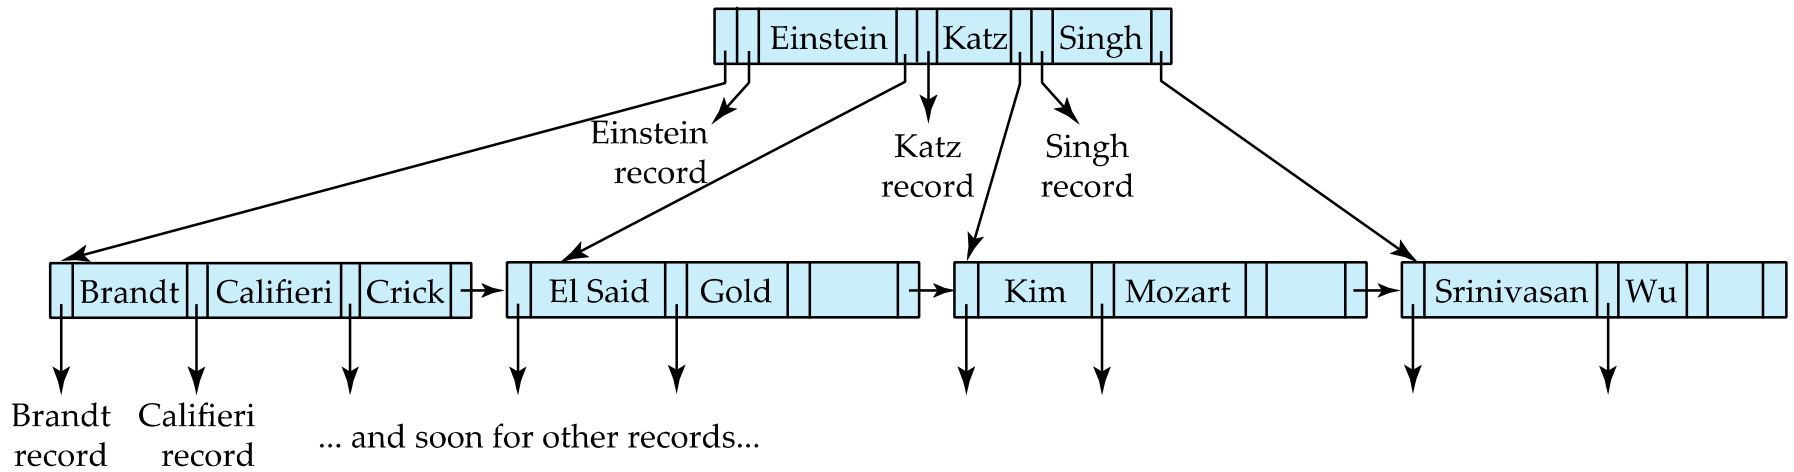 Einstein Katz Singh
Einstein
record
Katz
record
Singh
record
Brandt Califieri Crick El Said Gold Kim Mozart Srinivasan Wu
Brandt
record
Califieri
record
... and soon for other records...